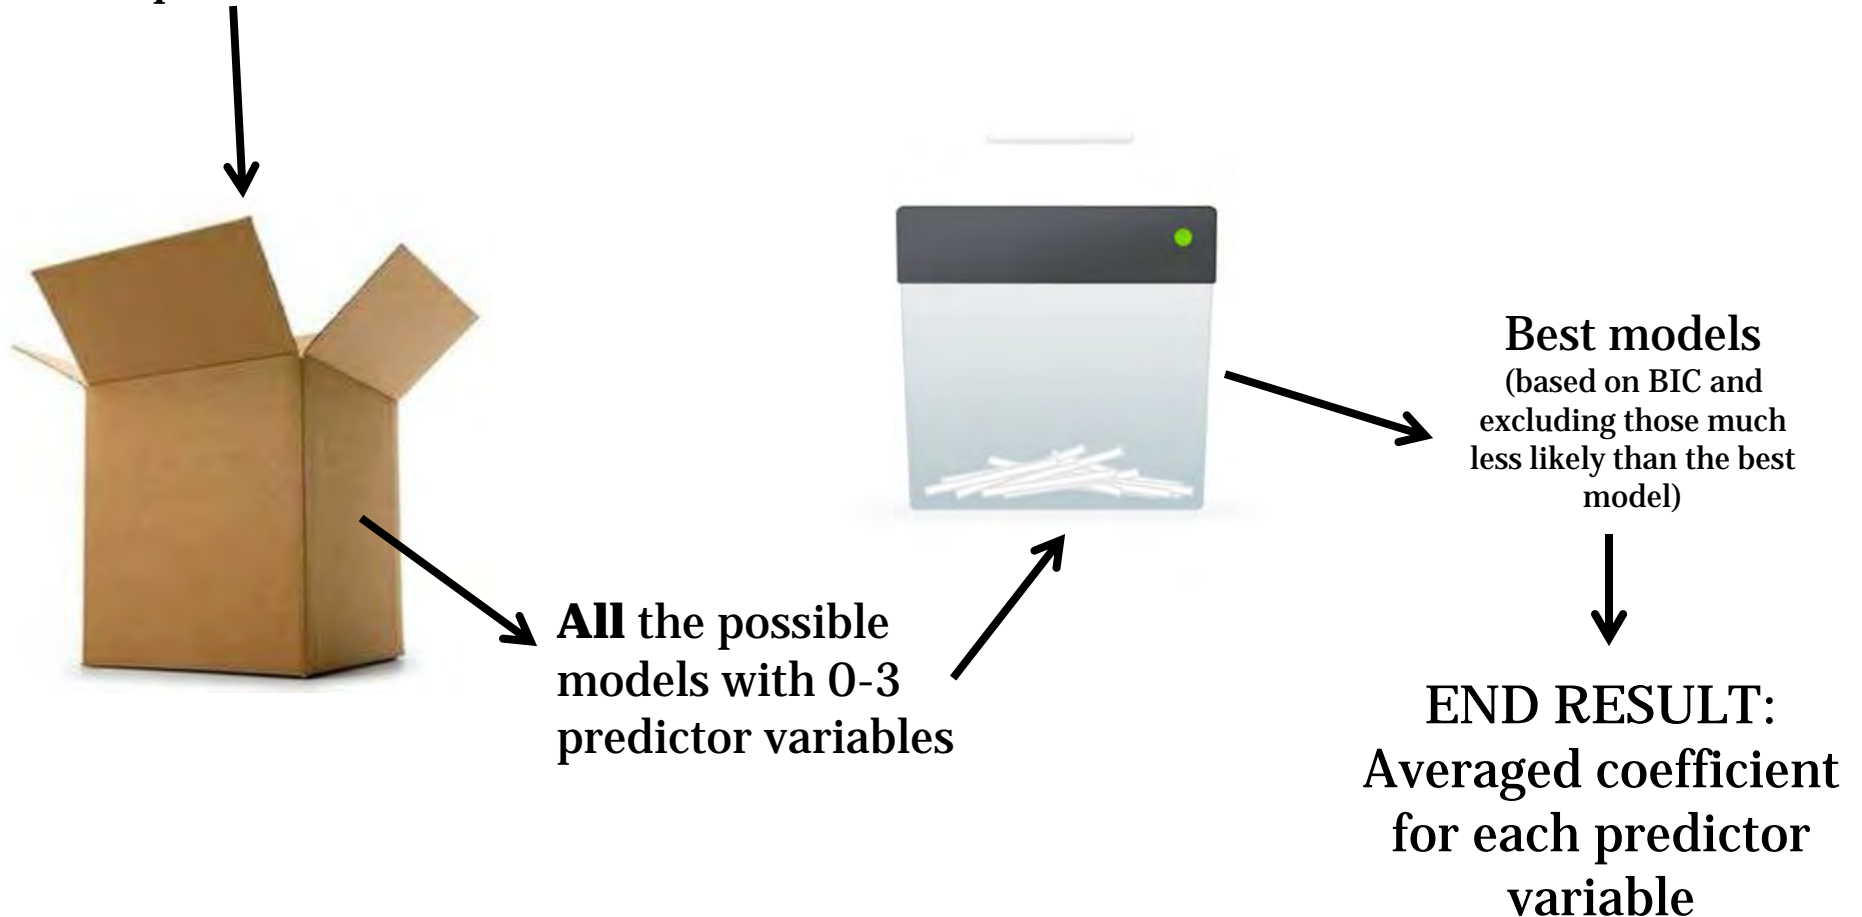 All the possible
models with 0-3
predictor variables
Best models
(based on BIC and
excluding those much
less likely than the best
model)
END RESULT:
Averaged coefficient
for each predictor
variable